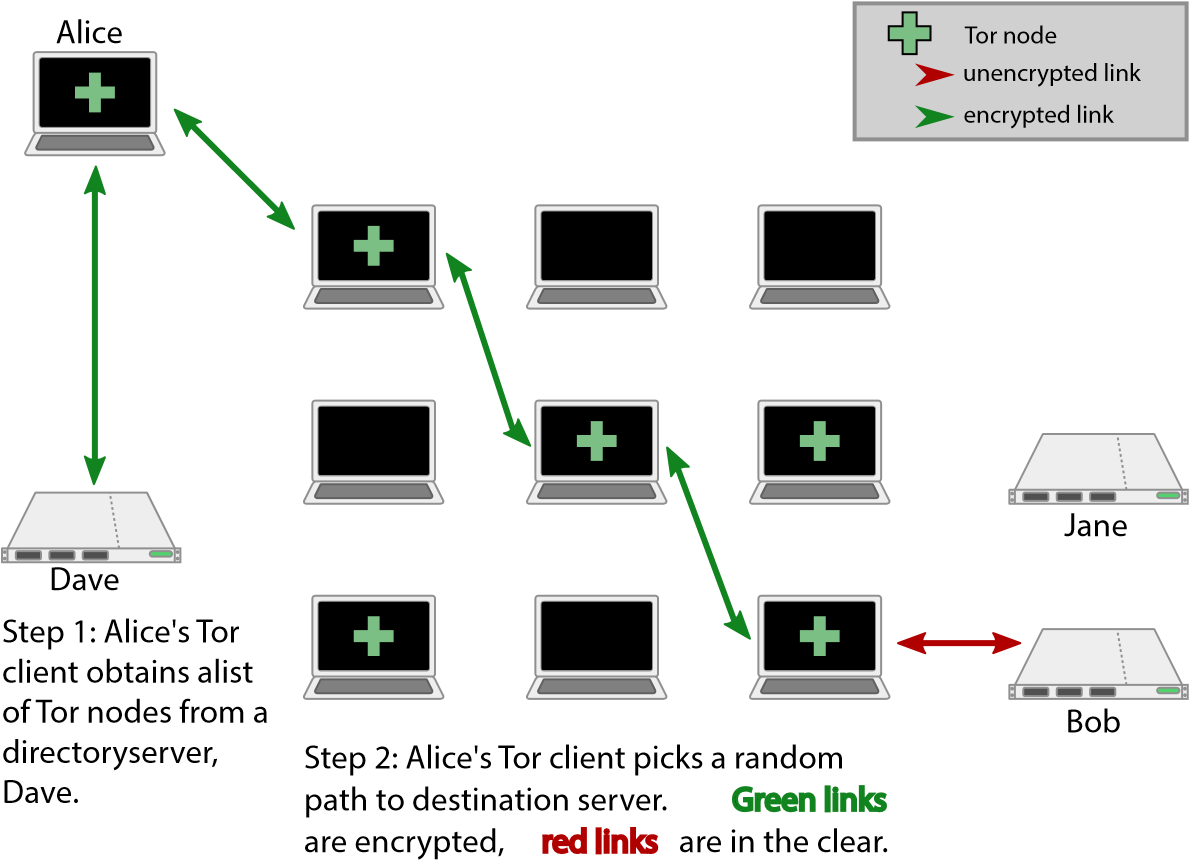 Alice
Tor node
unencrypted link
encrypted link
Jane
Dave
Bob
Step 1: Alice's Tor
client obtains alist
of Tor nodes from a
directoryserver,
Dave.
Step 2: Alice's Tor client picks a random
path to destination server. Green links
are encrypted, red links are in the clear.